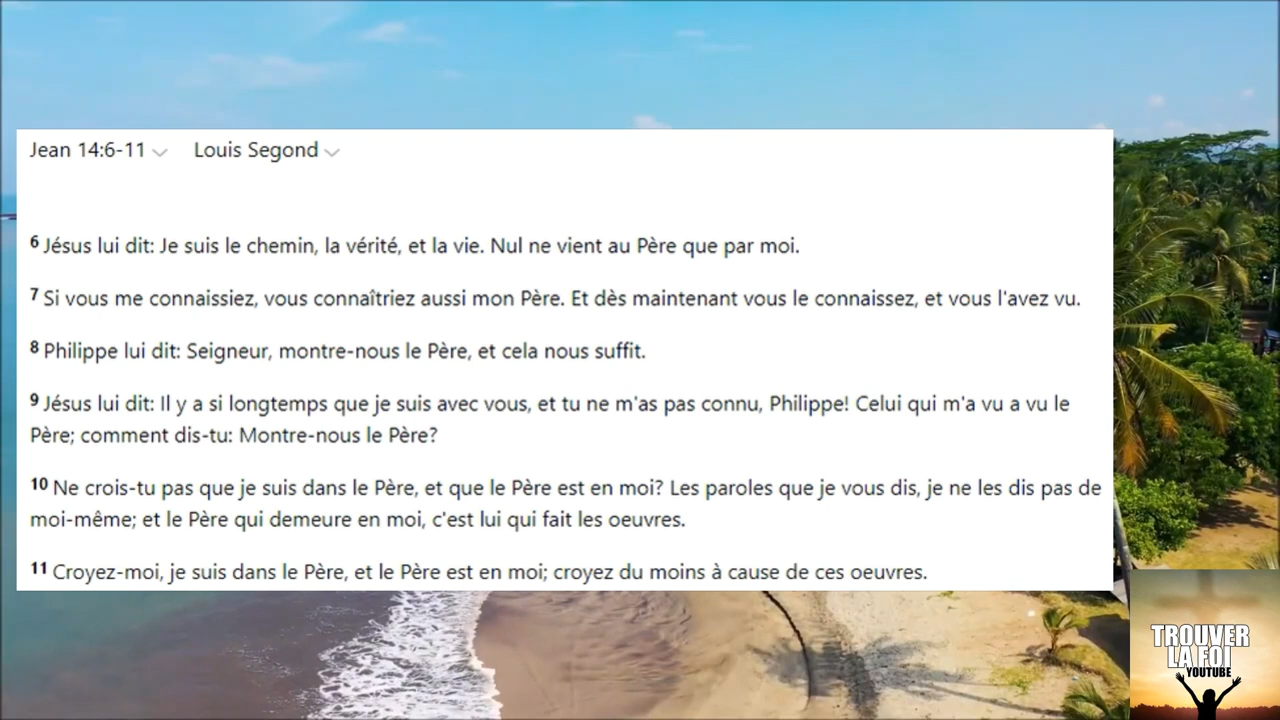 Jean 14:6-11 Louis Segond
6 Jésus lui dit: Je suis le chemin, la vérité, et la vie. Nul ne vient au Père que par moi.
7 Si vous me connaissiez, vous connaîtriez aussi mon Père. Et dès maintenant vous le connaissez, et vous l'avez vu.
8 Philippe lui dit: Seigneur, montre-nous le Père, et cela nous suffit.
9 Jésus lui dit: Il y a si longtemps que je suis avec vous, et tu ne m'as pas connu, Philippe! Celui qui m'a vu a vu le
Père; comment dis-tu: Montre-nous le Père?
10 Ne crois-tu pas que je suis dans le Père, et que le Père est en moi? Les paroles que je vous dis, je ne les dis pas de
moi-même; et le Père qui demeure en moi, c'est lui qui fait les oeuvres.
11 Croyez-moi, je suis dans le Père, et le Père est en moi; croyez du moins à cause de ces oeuvres.
TROUVER
LA FOI
YOUTUBE